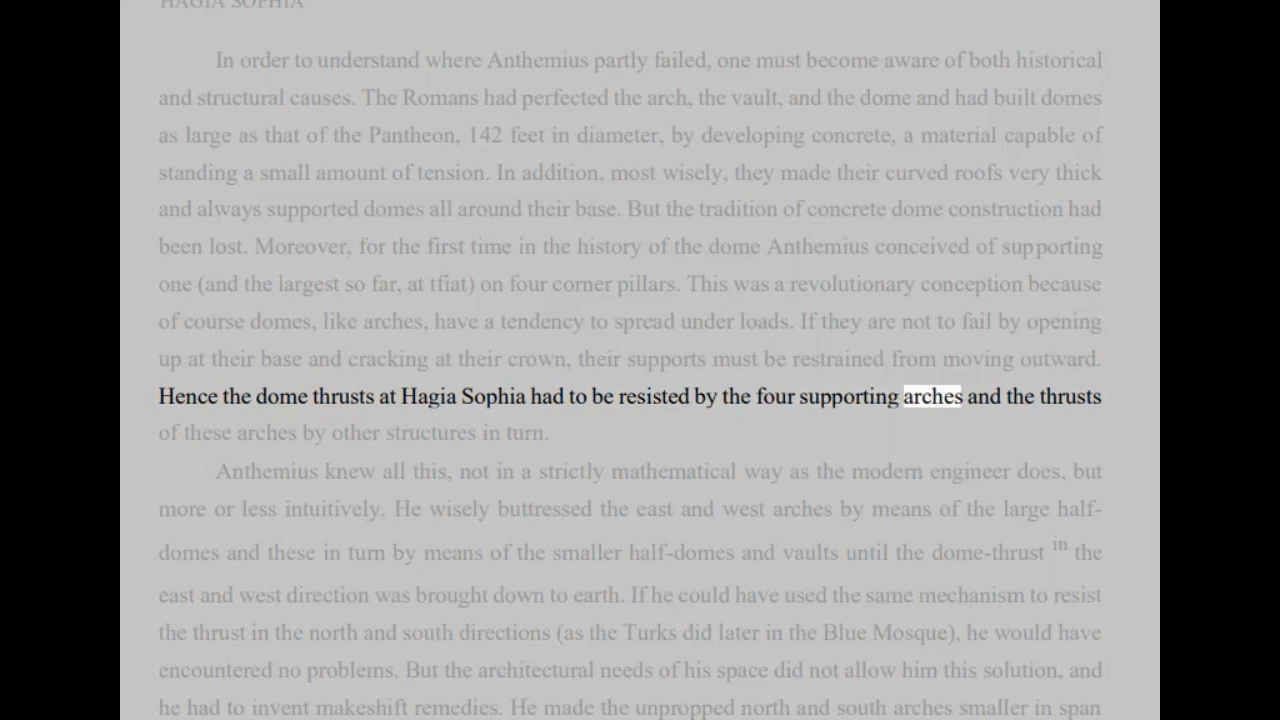 HAGIA SOPHIA
In order to understand where Anthemius partly failed, one must become aware of both historical
and structural causes. The Romans had perfected the arch, the vault, and the dome and had built domes
as large as that of the Pantheon, 142 feet in diameter, by developing concrete, a material capable of
standing a small amount of tension. In addition, most wisely, they made their curved roofs very thick
and always supported domes all around their base. But the tradition of concrete dome construction had
been lost. Moreover, for the first time in the history of the dome Anthemius conceived of supporting
one (and the largest so far, at tfiat) on four corner pillars. This was a revolutionary conception because
of course domes, like arches, have a tendency to spread under loads. If they are not to fail by opening
up at their base and cracking at their crown, their supports must be restrained from moving outward.
Hence the dome thrusts at Hagia Sophia had to be resisted by the four supporting arches and the thrusts
of these arches by other structures in turn.
Anthemius knew all this, not in a strictly mathematical way as the modern engineer does, but
more or less intuitively. He wisely buttressed the east and west arches by means of the large half-
domes and these in turn by means of the smaller half-domes and vaults until the dome-thrust in the
east and west direction was brought down to earth. If he could have used the same mechanism to resist
the thrust in the north and south directions (as the Turks did later in the Blue Mosque), he would have
encountered no problems. But the architectural needs of his space did not allow him this solution, and
he had to invent makeshift remedies. He made the unpropped north and south arches smaller in span